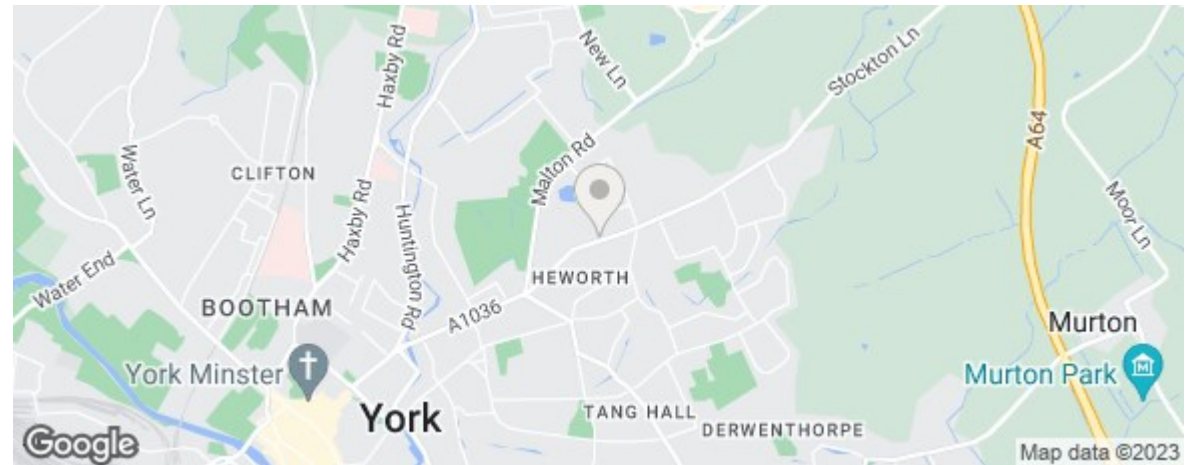 Haxby Rd
New Ln
Stockton Ln
A64
Malton Rd
Water Ln
CLIFTON
Haxby Rd
Huntington Rd
Moor Ln
Water End
HEWORTH
BOOTHAM
A1036
Murton
York Minster
Murton Park
York
TANG HALL
DERWENTHORPE
Google
Map data ©2023